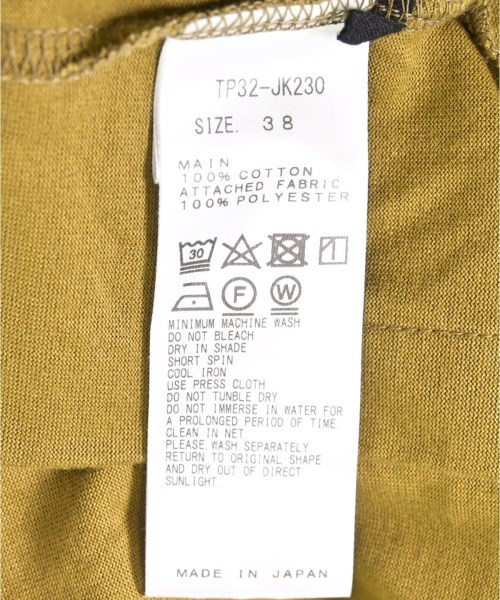 TP32-JK230
SIZE. 38
MAIN
100% COTTON
ATTACHED FABRIC
100% POLYESTER
30
F W
MINIMUM MACHINE WASH
DO NOT BLEACH
DRY IN SHADE
SHORT SPIN
COOL IRON
USE PRESS CLOTH
DO NOT TUMBLE DRY
DO NOT IMMERSE IN WATER FOR
A PROLONGED PERIOD OF TIME.
CLEAN IN NET
PLEASE WASH SEPARATELY
RETURN TO ORIGINAL SHAPE
AND DRY OUT OF DIRECT
SUNLIGHT.
MADE IN JAPAN